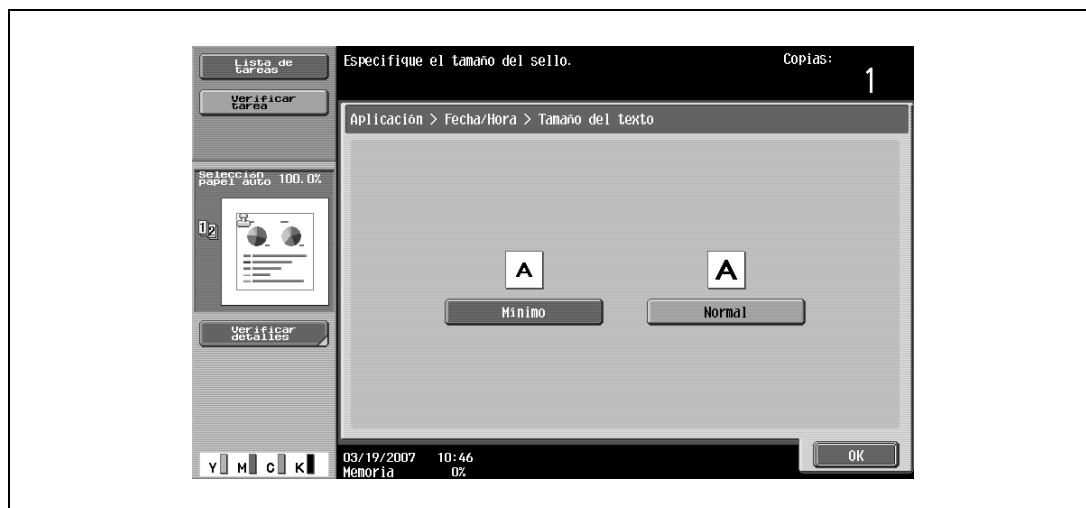 Lista de
tareas
Verificar
tarea
Especifique el tamaño del sello.
Copias:
1
Aplicación > Fecha/Hora > Tamaño del texto
Selección
papel auto 100.0%
12
A
A
Mínimo
Normal
Verificar
detalles
Y M C K
03/19/2007 10:46
Memoria 0%
OK